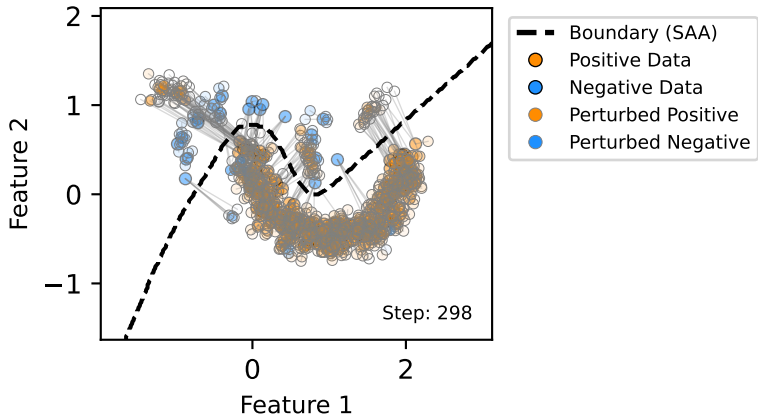 2
1
0
−1
0
2
Feature 2
Feature 1
Step: 298
Boundary (SAA)
Positive Data
Negative Data
Perturbed Positive
Perturbed Negative